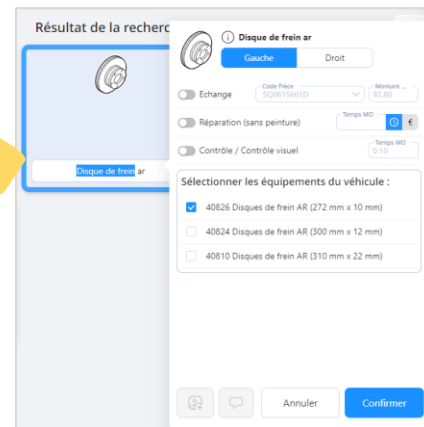 Résultat de la recherc
Disque de frein ar
Gauche
Droit
Echange
Code Pièce
5Q0615601D
Montant ...
92,80
Réparation (sans peinture)
Temps MO
€
Contrôle / Contrôle visuel
Temps MO
0.10
Disque de frein ar
Sélectionner les équipements du véhicule :
40826 Disques de frein AR (272 mm x 10 mm)
40824 Disques de frein AR (300 mm x 12 mm)
40810 Disques de frein AR (310 mm x 22 mm)
Annuler
Confirmer